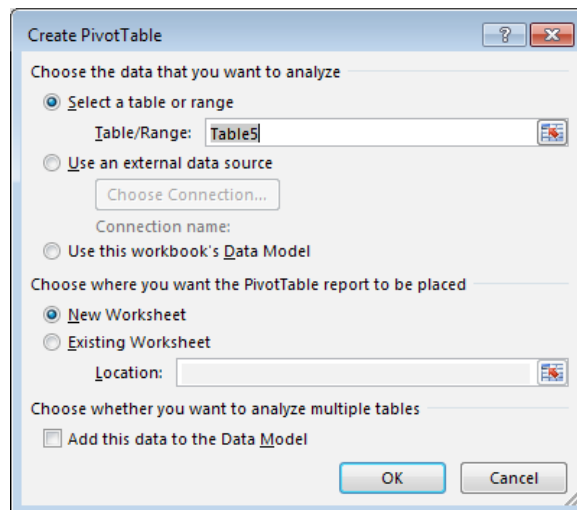 Create PivotTable
?
Choose the data that you want to analyze
Select a table or range
Table/Range: Table5
Use an external data source
Choose Connection...
Connection name:
Use this workbook's Data Model
Choose where you want the PivotTable report to be placed
New Worksheet
Existing Worksheet
Location:
Choose whether you want to analyze multiple tables
Add this data to the Data Model
OK Cancel